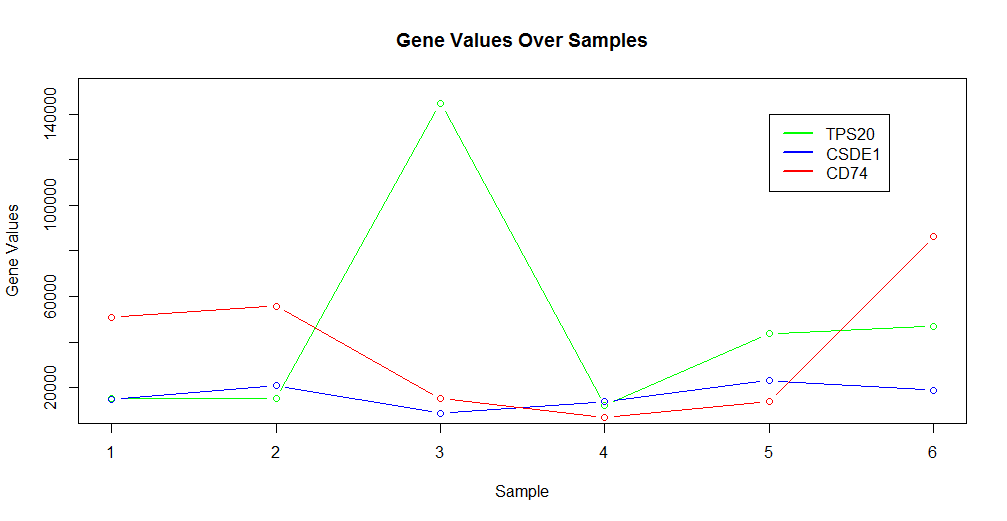 Gene Values Over Samples
Gene Values
140000
100000
60000
20000
TPS20
CSDE1
CD74
1 2 3 4 5 6
Sample